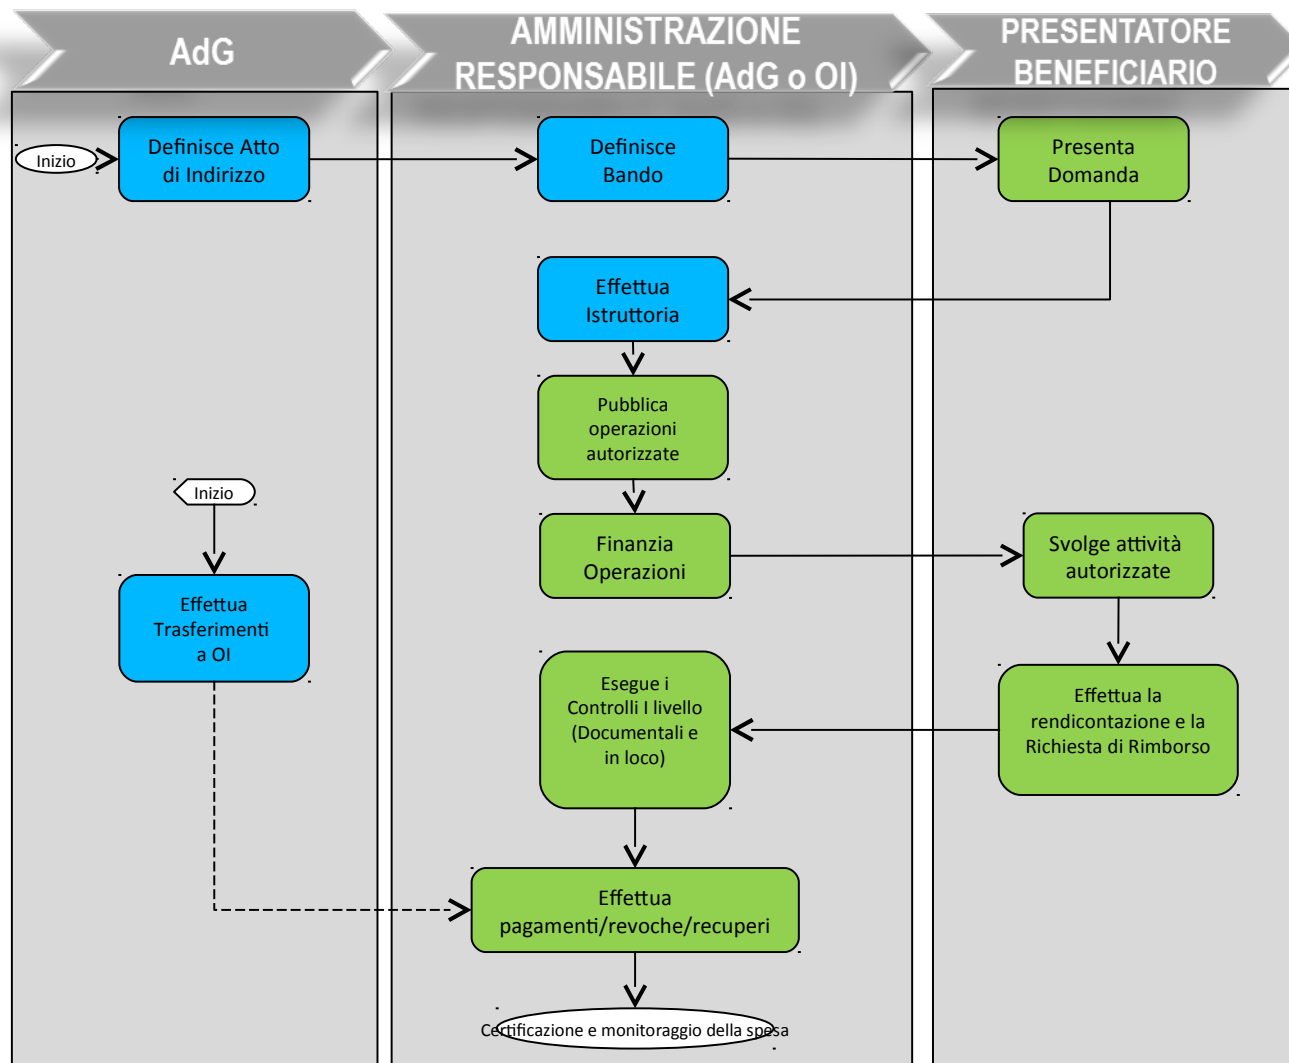 AdG
AMMINISTRAZIONE
RESPONSABILE (AdG o OI)
PRESENTATORE
BENEFICIARIO
Inizio
Definisce Atto
di Indirizzo
Definisce
Bando
Presenta
Domanda
Effettua
Istruttoria
Pubblica
operazioni
autorizzate
Inizio
Finanzia
Operazioni
Svolge attività
autorizzate
Effettua
Trasferimenti
a OI
Esegue i
Controlli I livello
(Documentali e
in loco)
Effettua la
rendicontazione e la
Richiesta di Rimborso
Effettua
pagamenti/revoche/recuperi
Certificazione e monitoraggio della spesa